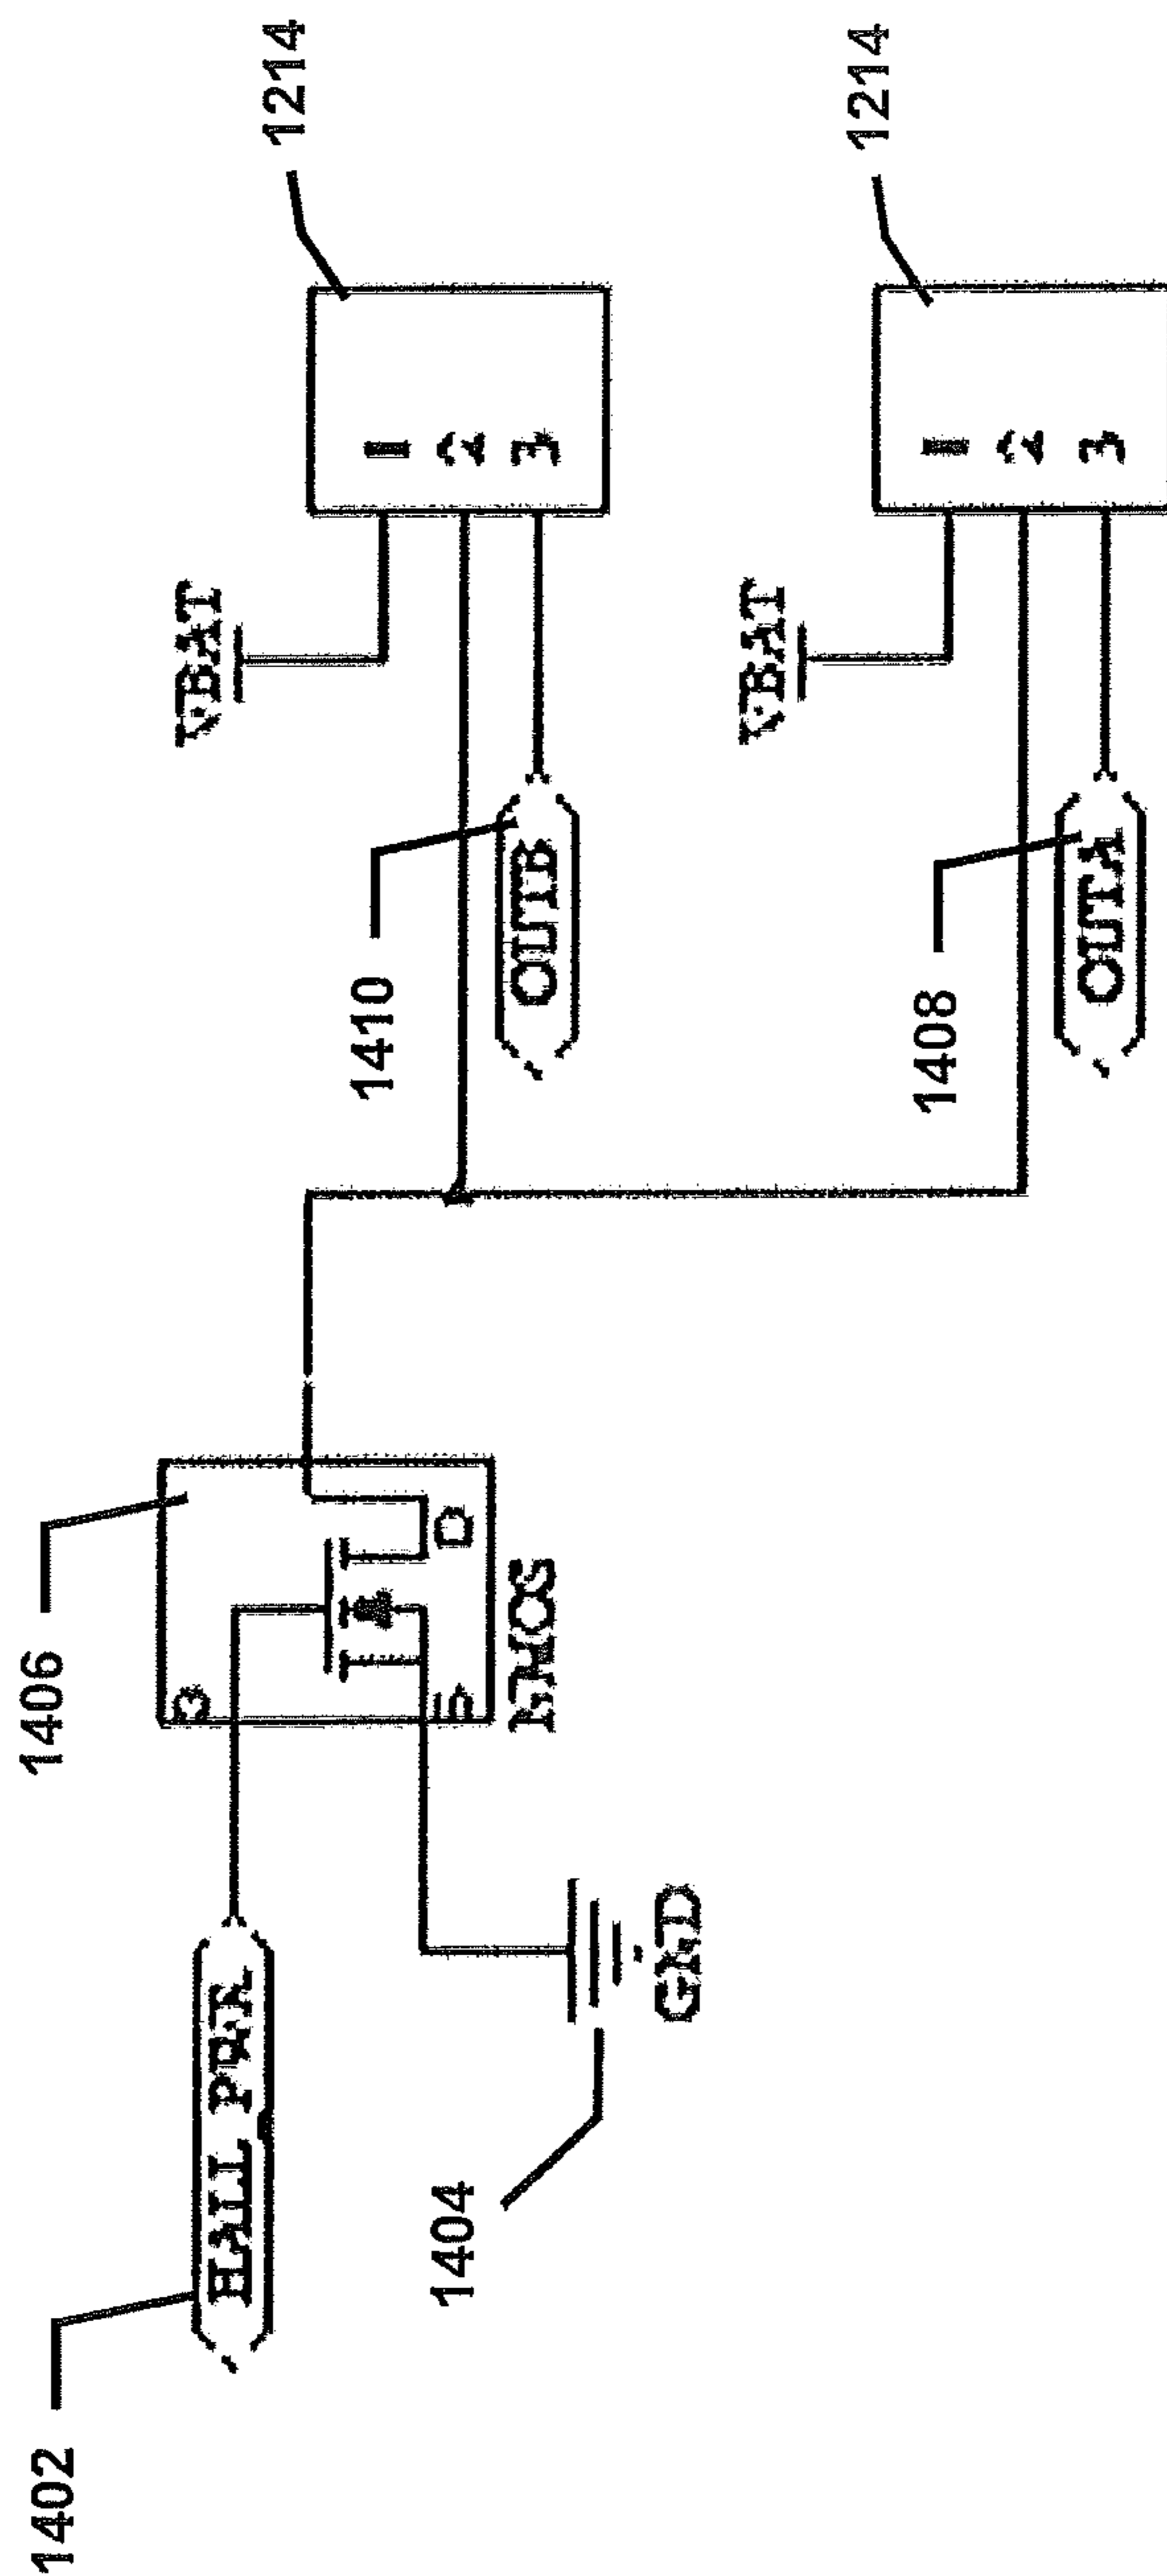 1402
HALL PWR
1406
G
D
S
NMOS
1404
GND
VBAT
1410
OUTB
1
2
3
1214
VBAT
1408
OUTA
1
2
3
1214